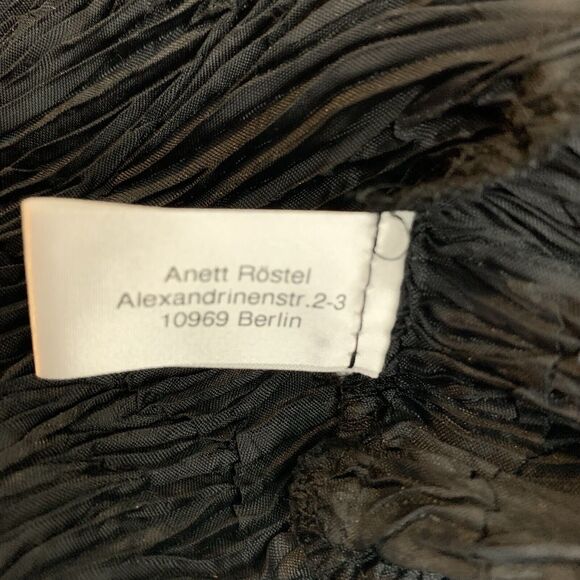 Anett Röstel
Alexandrinenstr.2-3
10969 Berlin